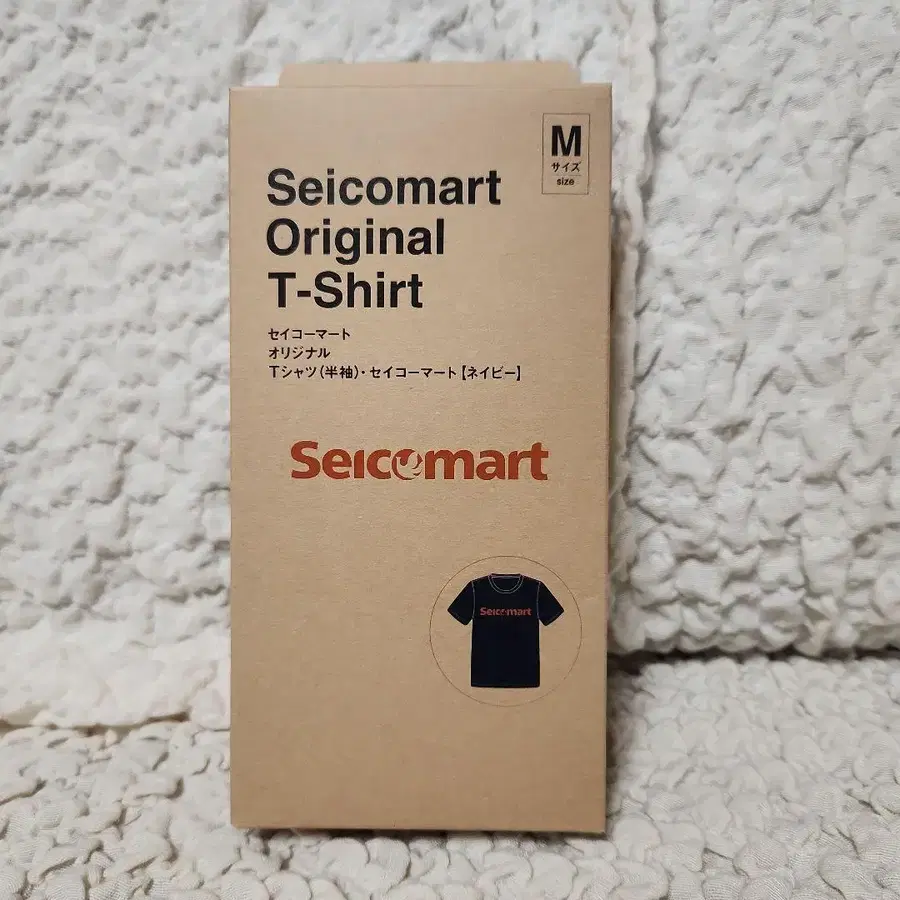 M
サイズ
size
Seicomart
Original
T-Shirt
セイコーマート
オリジナル
Tシャツ(半袖)・セイコーマート【ネイビー】
Seicomart
Seicomart